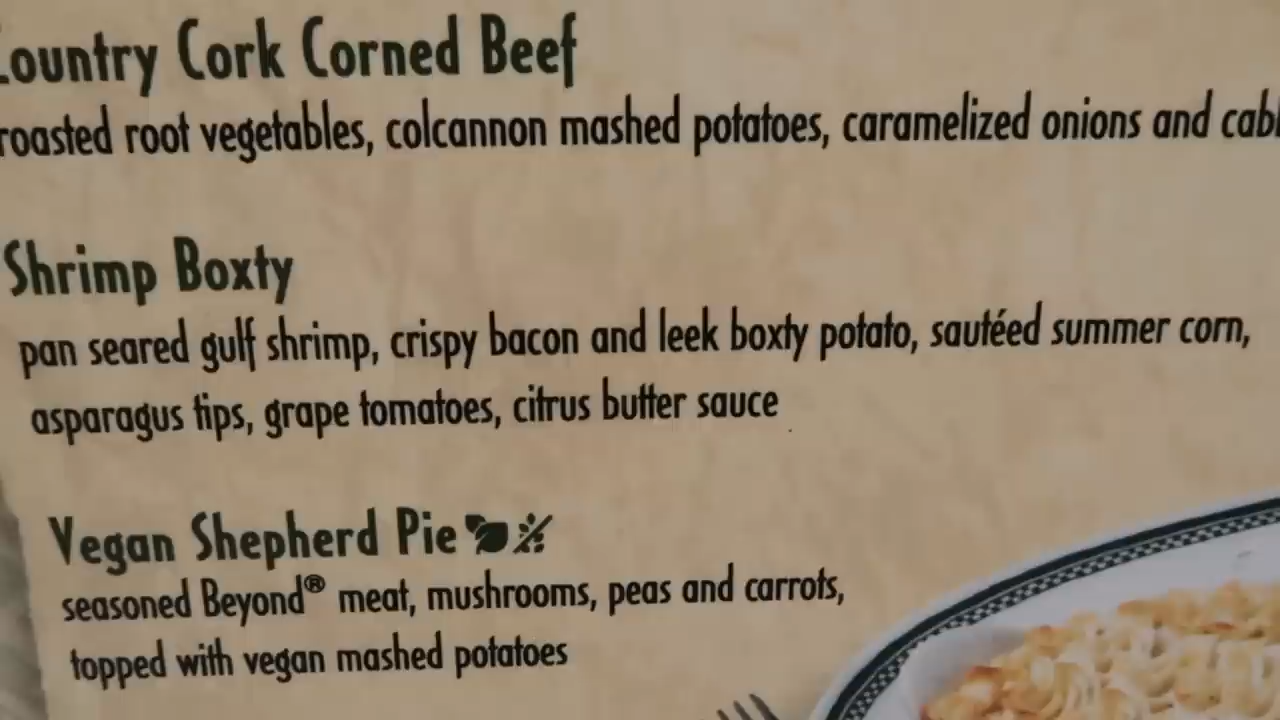 Country Cork Corned Beef
roasted root vegetables, colcannon mashed potatoes, caramelized onions and
Shrimp Boxty
pan seared gulf shrimp, crispy bacon and leek boxty potato, sautéed summer corn,
asparagus tips, grape tomatoes, citrus butter sauce
Vegan Shepherd Pie
seasoned Beyond® meat, mushrooms, peas and carrots,
topped with vegan mashed potatoes